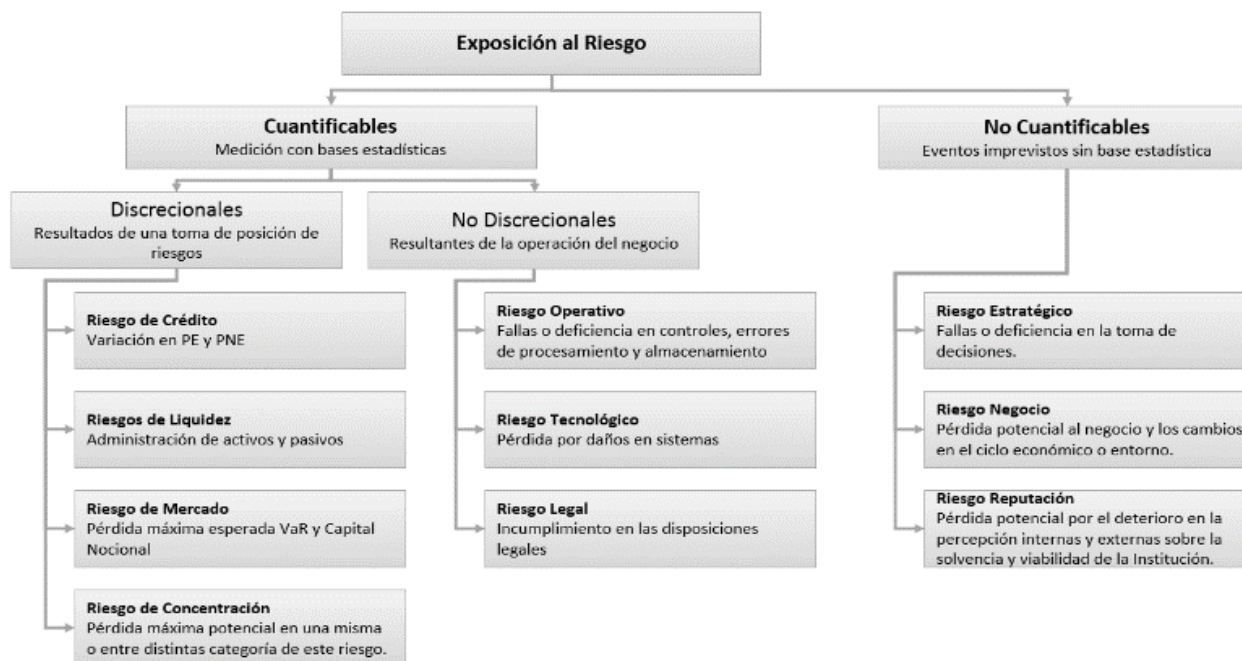 Exposición al Riesgo
Cuantificables
Medición con bases estadísticas
No Cuantificables
Eventos imprevistos sin base estadística
Discrecionales
Resultados de una toma de posición de
riesgos
No Discrecionales
Resultantes de la operación del negocio
Riesgo de Crédito
Variación en PE y PNE
Riesgos de Liquidez
Administración de activos y pasivos
Riesgo de Mercado
Pérdida máxima esperada VaR y Capital
Nocional
Riesgo de Concentración
Pérdida máxima potencial en una misma
o entre distintas categoría de este riesgo.
Riesgo Operativo
Fallas o deficiencia en controles, errores
de procesamiento y almacenamiento
Riesgo Tecnológico
Pérdida por daños en sistemas
Riesgo Legal
Incumplimiento en las disposiciones
legales
Riesgo Estratégico
Fallas o deficiencia en la toma de
decisiones.
Riesgo Negocio
Pérdida potencial al negocio y los cambios
en el ciclo económico o entorno.
Riesgo Reputación
Pérdida potencial por el deterioro en la
percepción internas y externas sobre la
solvencia y viabilidad de la Institución.